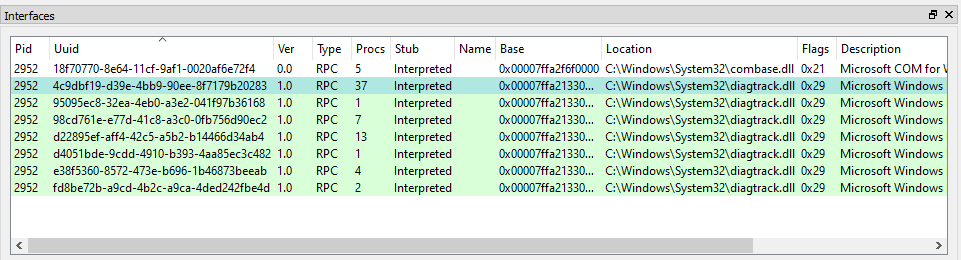 Interfaces
Pid Uuid Ver Type Procs Stub Name Base Location Flags Description
2952 18f70770-8e64-11cf-9af1-0020af6e72f4 0.0 RPC 5 Interpreted 0x00007ffa2f6f0000 C:\Windows\System32\combase.dll 0x21 Microsoft COM for W
2952 4c9dbf19-d39e-4bb9-90ee-8f7179b20283 1.0 RPC 37 Interpreted 0x00007ffa21330... C:\Windows\System32\diagtrack.dll 0x29 Microsoft Windows
2952 95095ec8-32ea-4eb0-a3e2-041f97b36168 1.0 RPC 1 Interpreted 0x00007ffa21330... C:\Windows\System32\diagtrack.dll 0x29 Microsoft Windows
2952 98cd761e-e77d-41c8-a3c0-0fb756d90ec2 1.0 RPC 7 Interpreted 0x00007ffa21330... C:\Windows\System32\diagtrack.dll 0x29 Microsoft Windows
2952 d22895ef-aff4-42c5-a5b2-b14466d34ab4 1.0 RPC 13 Interpreted 0x00007ffa21330... C:\Windows\System32\diagtrack.dll 0x29 Microsoft Windows
2952 d4051bde-9cdd-4910-b393-4aa85ec3c482 1.0 RPC 1 Interpreted 0x00007ffa21330... C:\Windows\System32\diagtrack.dll 0x29 Microsoft Windows
2952 e38f5360-8572-473e-b696-1b46873beeab 1.0 RPC 4 Interpreted 0x00007ffa21330... C:\Windows\System32\diagtrack.dll 0x29 Microsoft Windows
2952 fd8be72b-a9cd-4b2c-a9ca-4ded242fbe4d 1.0 RPC 2 Interpreted 0x00007ffa21330... C:\Windows\System32\diagtrack.dll 0x29 Microsoft Windows